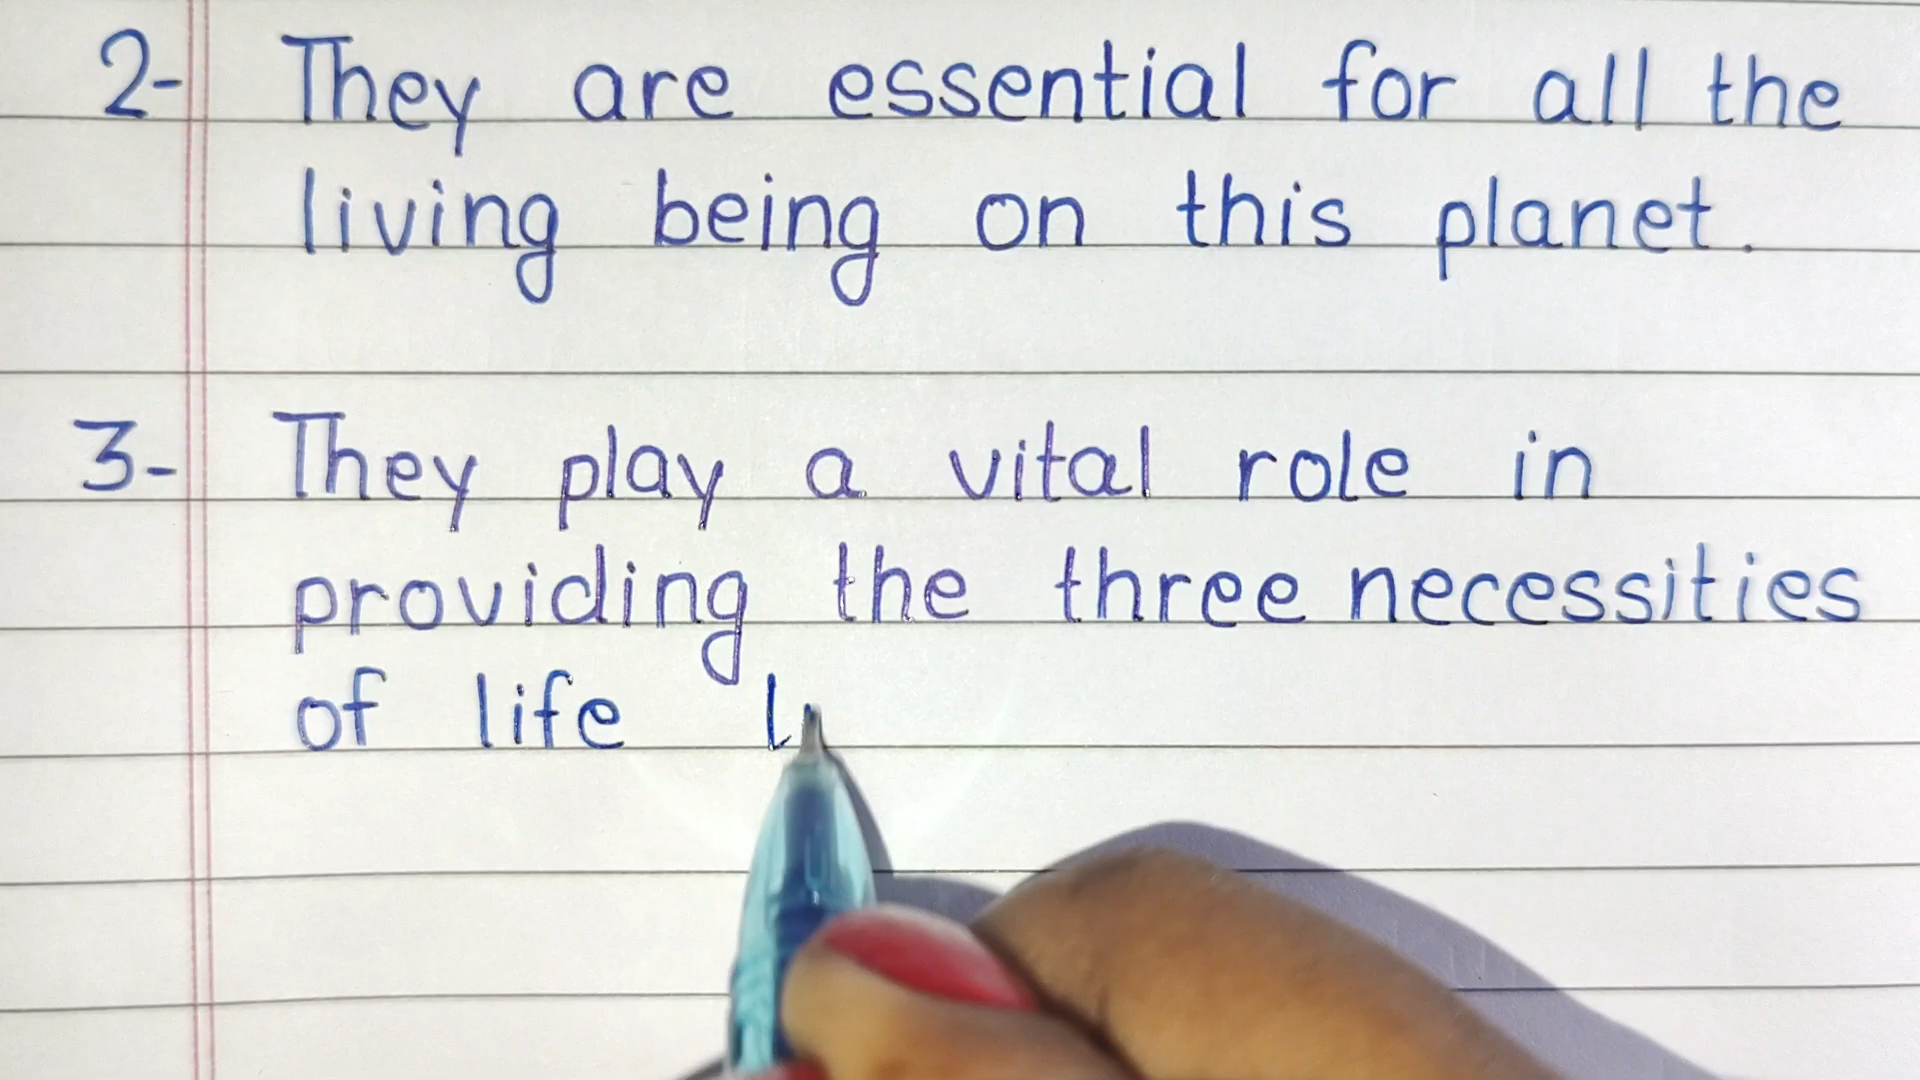 2- They are essential for all the
living being on this planet.
3- They play a vital role in
providing the three necessities
of life